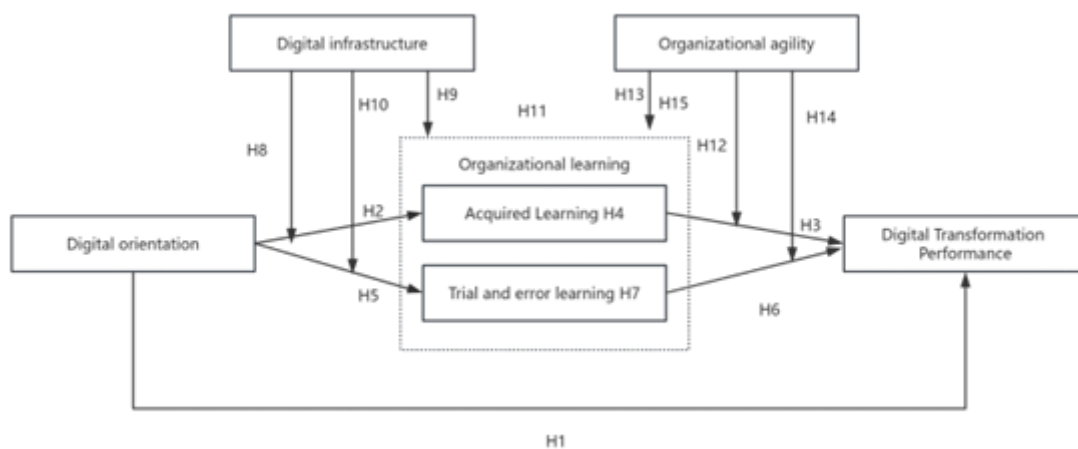 Digital infrastructure
Organizational agility
H9
H10
H11
H13
H15
H14
H8
H12
Organizational learning
H2
Acquired Learning H4
H3
Digital orientation
Digital Transformation
Performance
H5
Trial and error learning H7
H6
H1